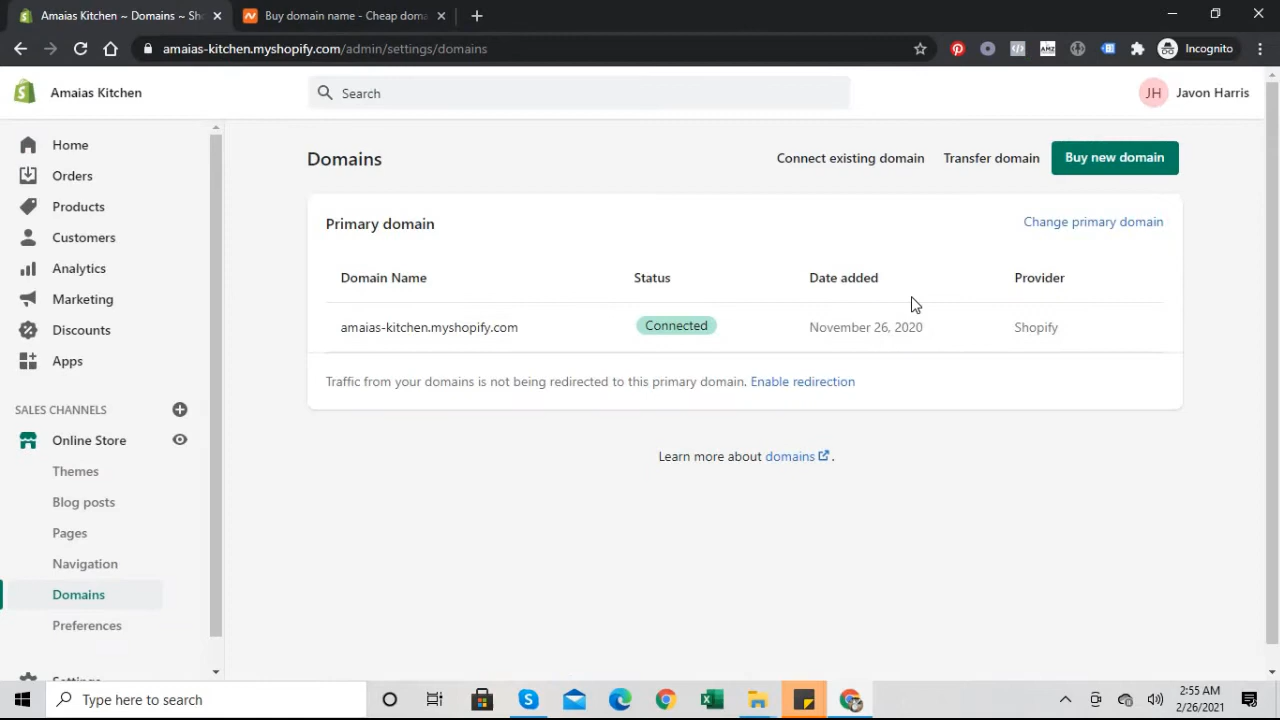 Amaias Kitchen ~ Domains ~ Sho
Buy domain name - Cheap doma
amaias-kitchen.myshopify.com/admin/settings/domains
Incognito
Amaias Kitchen
Search
JH
Javon Harris
Home
Orders
Products
Customers
Analytics
Marketing
Discounts
Apps
SALES CHANNELS
Online Store
Themes
Blog posts
Pages
Navigation
Domains
Preferences
Settings
Domains
Connect existing domain
Transfer domain
Buy new domain
Primary domain
Change primary domain
Domain Name Status Date added Provider
amaias-kitchen.myshopify.com Connected November 26, 2020 Shopify
Traffic from your domains is not being redirected to this primary domain. Enable redirection
Learn more about domains .
Type here to search
2:55 AM
2/26/2021